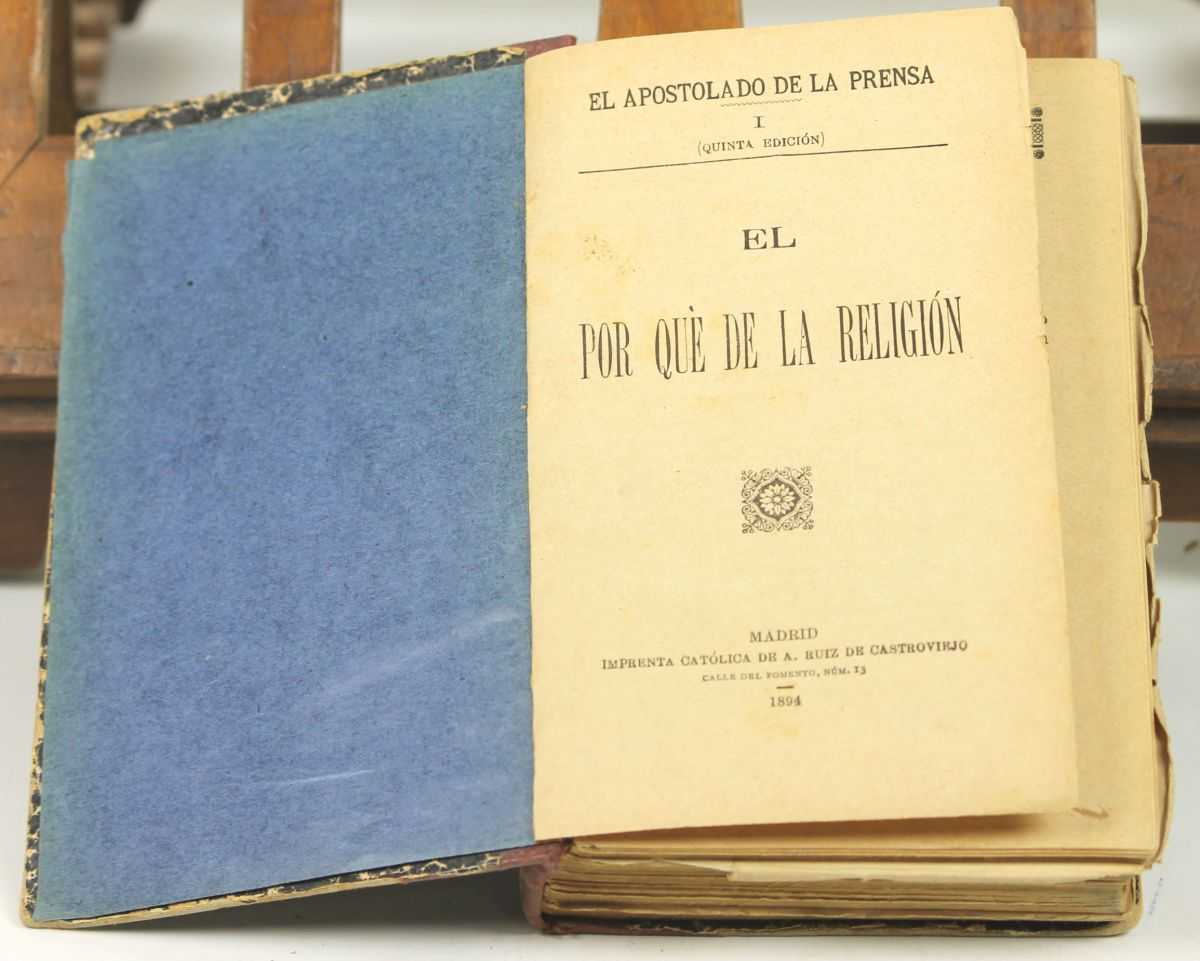 EL APOSTOLADO DE LA PRENSA
I
(QUINTA EDICIÓN)
EL
POR QUÈ DE LA RELIGIÓN
MADRID
IMPRENTA CATÓLICA DE A. RUIZ DE CASTROVIEJO
CALLE DEL FOMENTO, NÚM. 13
1894